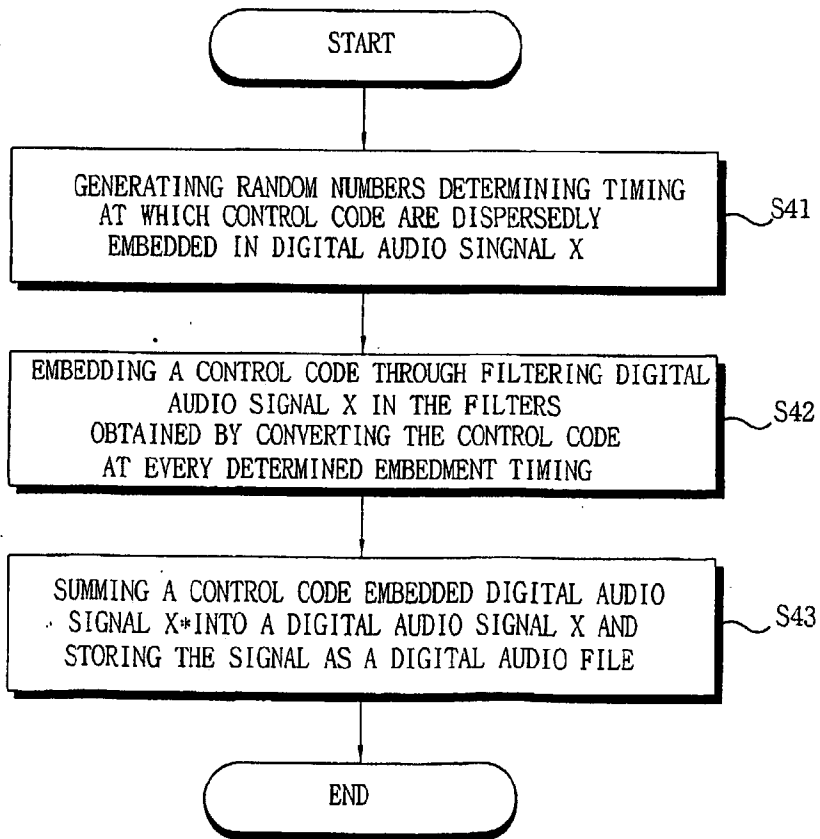 START
GENERATINNG RANDOM NUMBERS DETERMINING TIMING
AT WHICH CONTROL CODE ARE DISPERSEDLY
EMBEDDED IN DIGITAL AUDIO SINGNAL X
S41
EMBEDDING A CONTROL CODE THROUGH FILTERING DIGITAL
AUDIO SIGNAL X IN THE FILTERS
OBTAINED BY CONVERTING THE CONTROL CODE
AT EVERY DETERMINED EMBEDMENT TIMING
S42
SUMMING A CONTROL CODE EMBEDDED DIGITAL AUDIO
SIGNAL X*INTO A DIGITAL AUDIO SIGNAL X AND
STORING THE SIGNAL AS A DIGITAL AUDIO FILE
S43
END